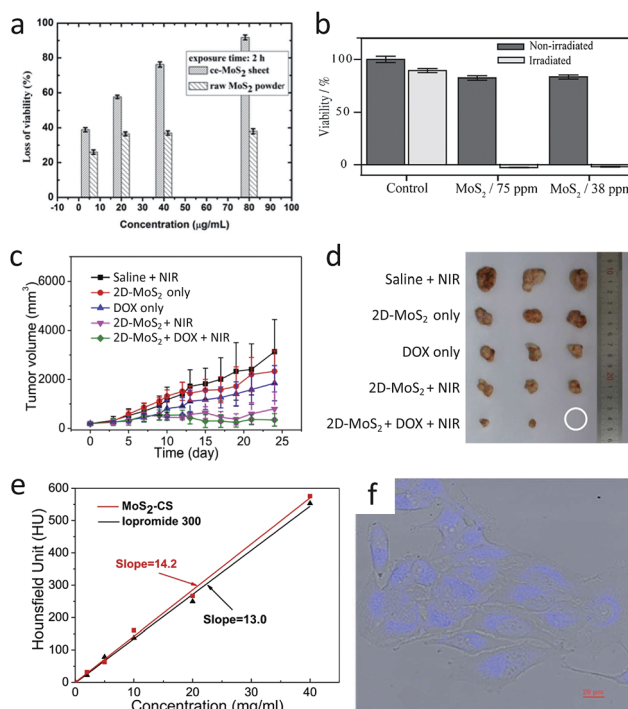 a
Loss of viability (%)
100
80
60
40
20
0
exposure time: 2 h
ce-MoS2 sheet
raw MoS2 powder
-10 0 10 20 30 40 50 60 70 80 90 100
Concentration (μg/mL)
b
Viability / %
100
50
0
Non-irradiated
Irradiated
Control
MoS2 / 75 ppm
MoS2 / 38 ppm
c
Tumor volume (mm3)
6000
4000
2000
0
Saline + NIR
2D-MoS2 only
DOX only
2D-MoS2 + NIR
2D-MoS2 + DOX + NIR
0 5 10 15 20 25
Time (day)
d
Saline + NIR
2D-MoS2 only
DOX only
2D-MoS2 + NIR
2D-MoS2 + DOX + NIR
e
Hounsfield Unit (HU)
600
500
400
300
200
100
0
MoS2-CS
Iopromide 300
Slope=14.2
Slope=13.0
0 10 20 30 40
Concentration (mg/ml)
f
20 μm